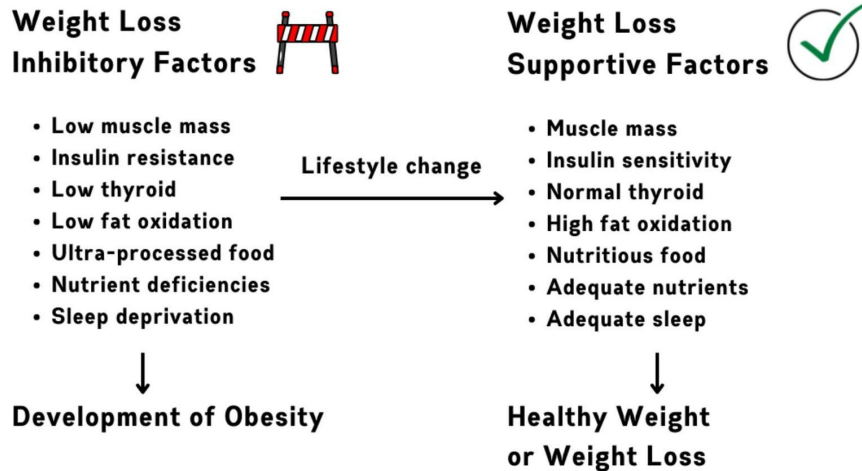 Weight Loss
Inhibitory Factors
• Low muscle mass
• Insulin resistance
• Low thyroid
• Low fat oxidation
• Ultra-processed food
• Nutrient deficiencies
• Sleep deprivation
Development of Obesity
Lifestyle change
Weight Loss
Supportive Factors
• Muscle mass
• Insulin sensitivity
• Normal thyroid
• High fat oxidation
• Nutritious food
• Adequate nutrients
• Adequate sleep
Healthy Weight
or Weight Loss